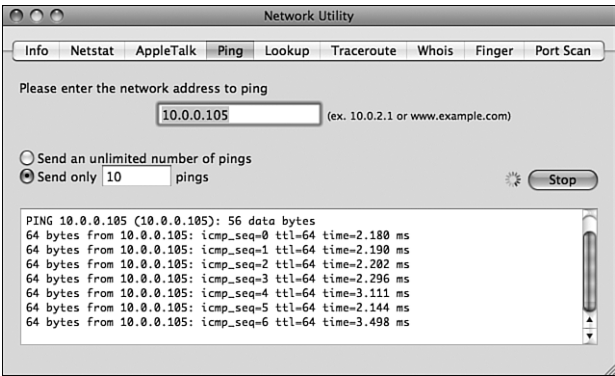 Network Utility
Info Netstat AppleTalk Ping Lookup Traceroute Whois Finger Port Scan
Please enter the network address to ping
10.0.0.105 (ex. 10.0.2.1 or www.example.com)
Send an unlimited number of pings
Send only 10 pings Stop
PING 10.0.0.105 (10.0.0.105): 56 data bytes
64 bytes from 10.0.0.105: icmp_seq=0 ttl=64 time=2.180 ms
64 bytes from 10.0.0.105: icmp_seq=1 ttl=64 time=2.190 ms
64 bytes from 10.0.0.105: icmp_seq=2 ttl=64 time=2.202 ms
64 bytes from 10.0.0.105: icmp_seq=3 ttl=64 time=2.296 ms
64 bytes from 10.0.0.105: icmp_seq=4 ttl=64 time=3.111 ms
64 bytes from 10.0.0.105: icmp_seq=5 ttl=64 time=2.144 ms
64 bytes from 10.0.0.105: icmp_seq=6 ttl=64 time=3.498 ms